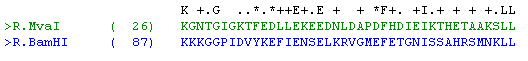 K +.G  ..*.*++E+.E +  + *F+. +I.+ + + +.LL
>R.MvaI ( 26) KGNTGIGKTFEDLLEKEEDNLDAPDFHDIEIKTHETAAKSLL
>R.BamHI ( 87) KKKGGPIDVYKEFIENSELKRVGMEFETGNISSAHRSMNKLL